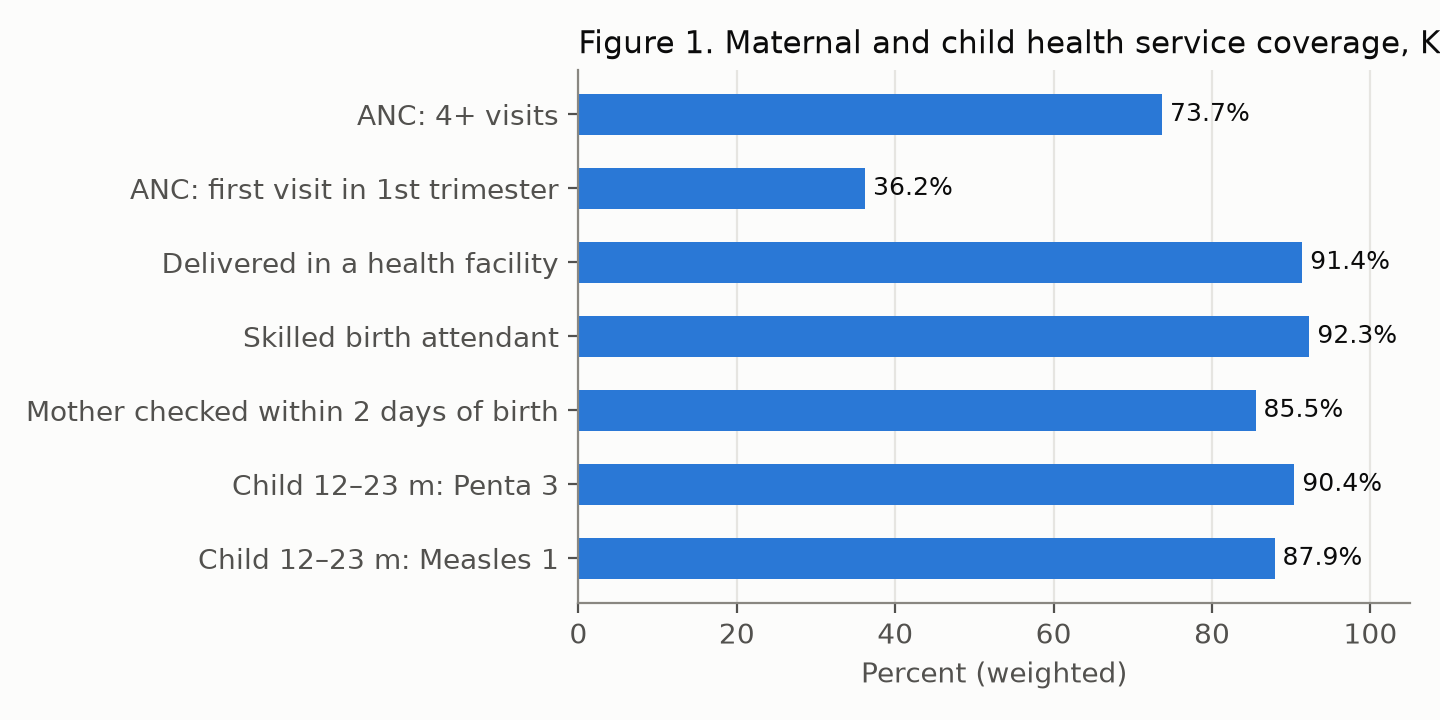 Figure 1. Maternal and child health service coverage, K
ANC: 4+ visits
73.7%
ANC: first visit in 1st trimester
36.2%
Delivered in a health facility
91.4%
Skilled birth attendant
92.3%
Mother checked within 2 days of birth
85.5%
Child 12–23 m: Penta 3
90.4%
Child 12–23 m: Measles 1
87.9%
0 20 40 60 80 100
Percent (weighted)